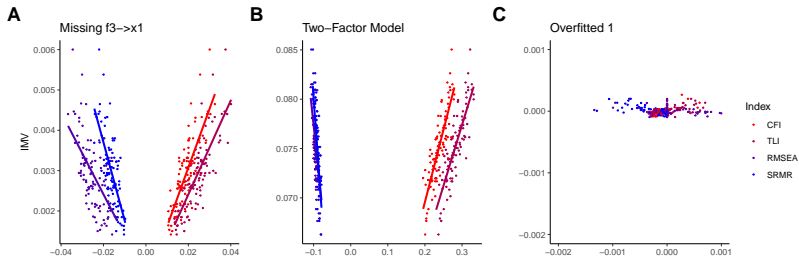 A
Missing f3−>x1
IMV
0.006
0.005
0.004
0.003
0.002
−0.04
−0.02
0.00
0.02
0.04
B
Two−Factor Model
0.085
0.080
0.075
0.070
−0.1
0.0
0.1
0.2
0.3
C
Overfitted 1
0.001
0.000
−0.001
−0.002
−0.002
−0.001
0.000
0.001
Index
CFI
TLI
RMSEA
SRMR